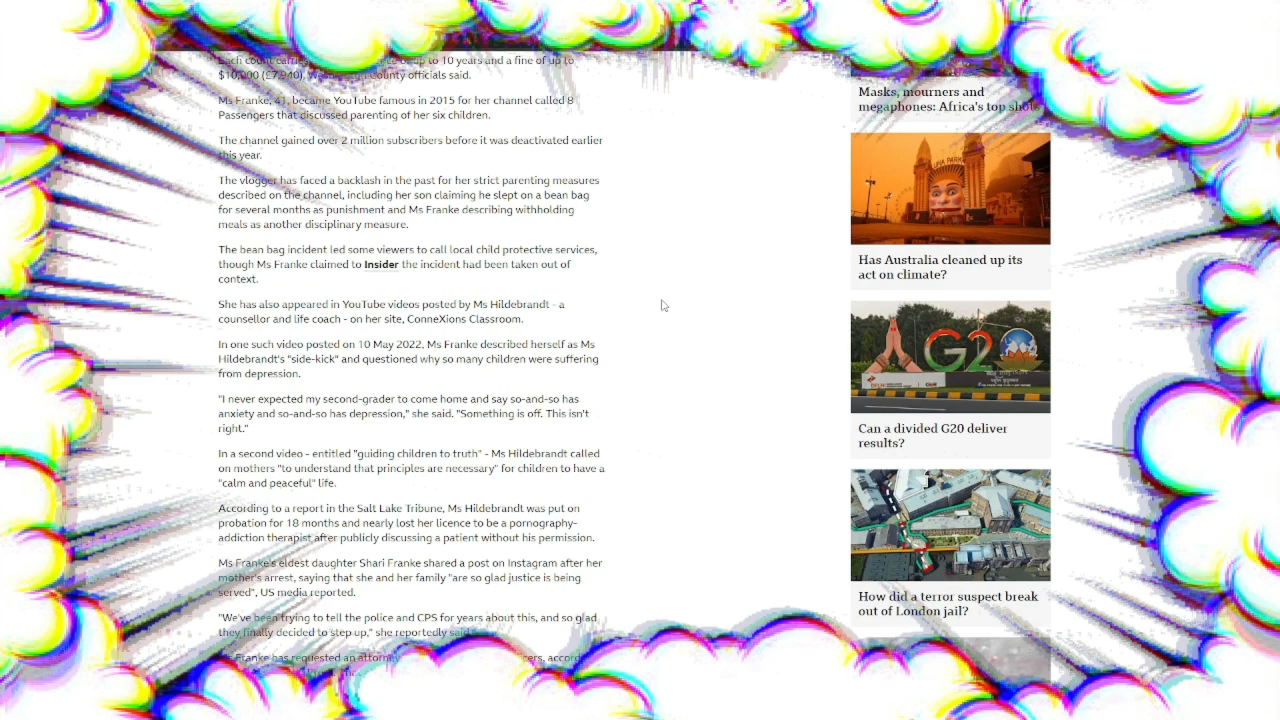 Each count carries to 10 years and a fine of up to
$10,000 (£7,940), county officials said.
Ms Franke, 41, became YouTube famous in 2015 for her channel called 8
Passengers that discussed parenting of her six children.
The channel gained over 2 million subscribers before it was deactivated earlier
this year.
The vlogger has faced a backlash in the past for her strict parenting measures
described on the channel, including her son claiming he slept on a bean bag
for several months as punishment and Ms Franke describing withholding
meals as another disciplinary measure.
The bean bag incident led some viewers to call local child protective services,
though Ms Franke claimed to Insider the incident had been taken out of
context.
She has also appeared in YouTube videos posted by Ms Hildebrandt - a
counsellor and life coach - on her site, ConneXions Classroom.
In one such video posted on 10 May 2022, Ms Franke described herself as Ms
Hildebrandt's "side-kick" and questioned why so many children were suffering
from depression.
"I never expected a second-grader to come home and say so-and-so has
anxiety and so-and-so has depression," she said. "Something is off. This isn't
right."
In a second video - entitled "guiding children to truth" - Ms Hildebrandt called
on mothers "to understand that principles are necessary" for children to have a
"calm and peaceful" life.
According to a report in the Salt Lake Tribune, Ms Hildebrandt was put on
probation for 18 months and nearly lost her licence to be a pornography-
addiction therapist after publicly discussing a patient without his permission.
Ms Franke's eldest daughter Shari Franke shared a post on Instagram after her
mother's arrest, saying that she and her family "are so glad justice is being
served", US media reported.
"We've been trying to tell the police and CPS for years about this, and so glad
they finally decided to step up," she reportedly said.
Franke has requested an attorney
Masks, mourners and
megaphones: Africa's top shots
LUNA PARK
Has Australia cleaned up its
act on climate?
G20
Can a divided G20 deliver
results?
How did a terror suspect break
out of London jail?